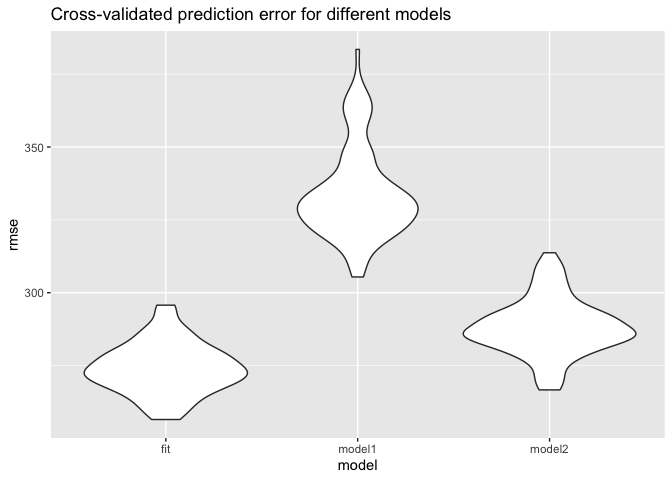 Cross-validated prediction error for different models
rmse
350
300
fit model1 model2
model